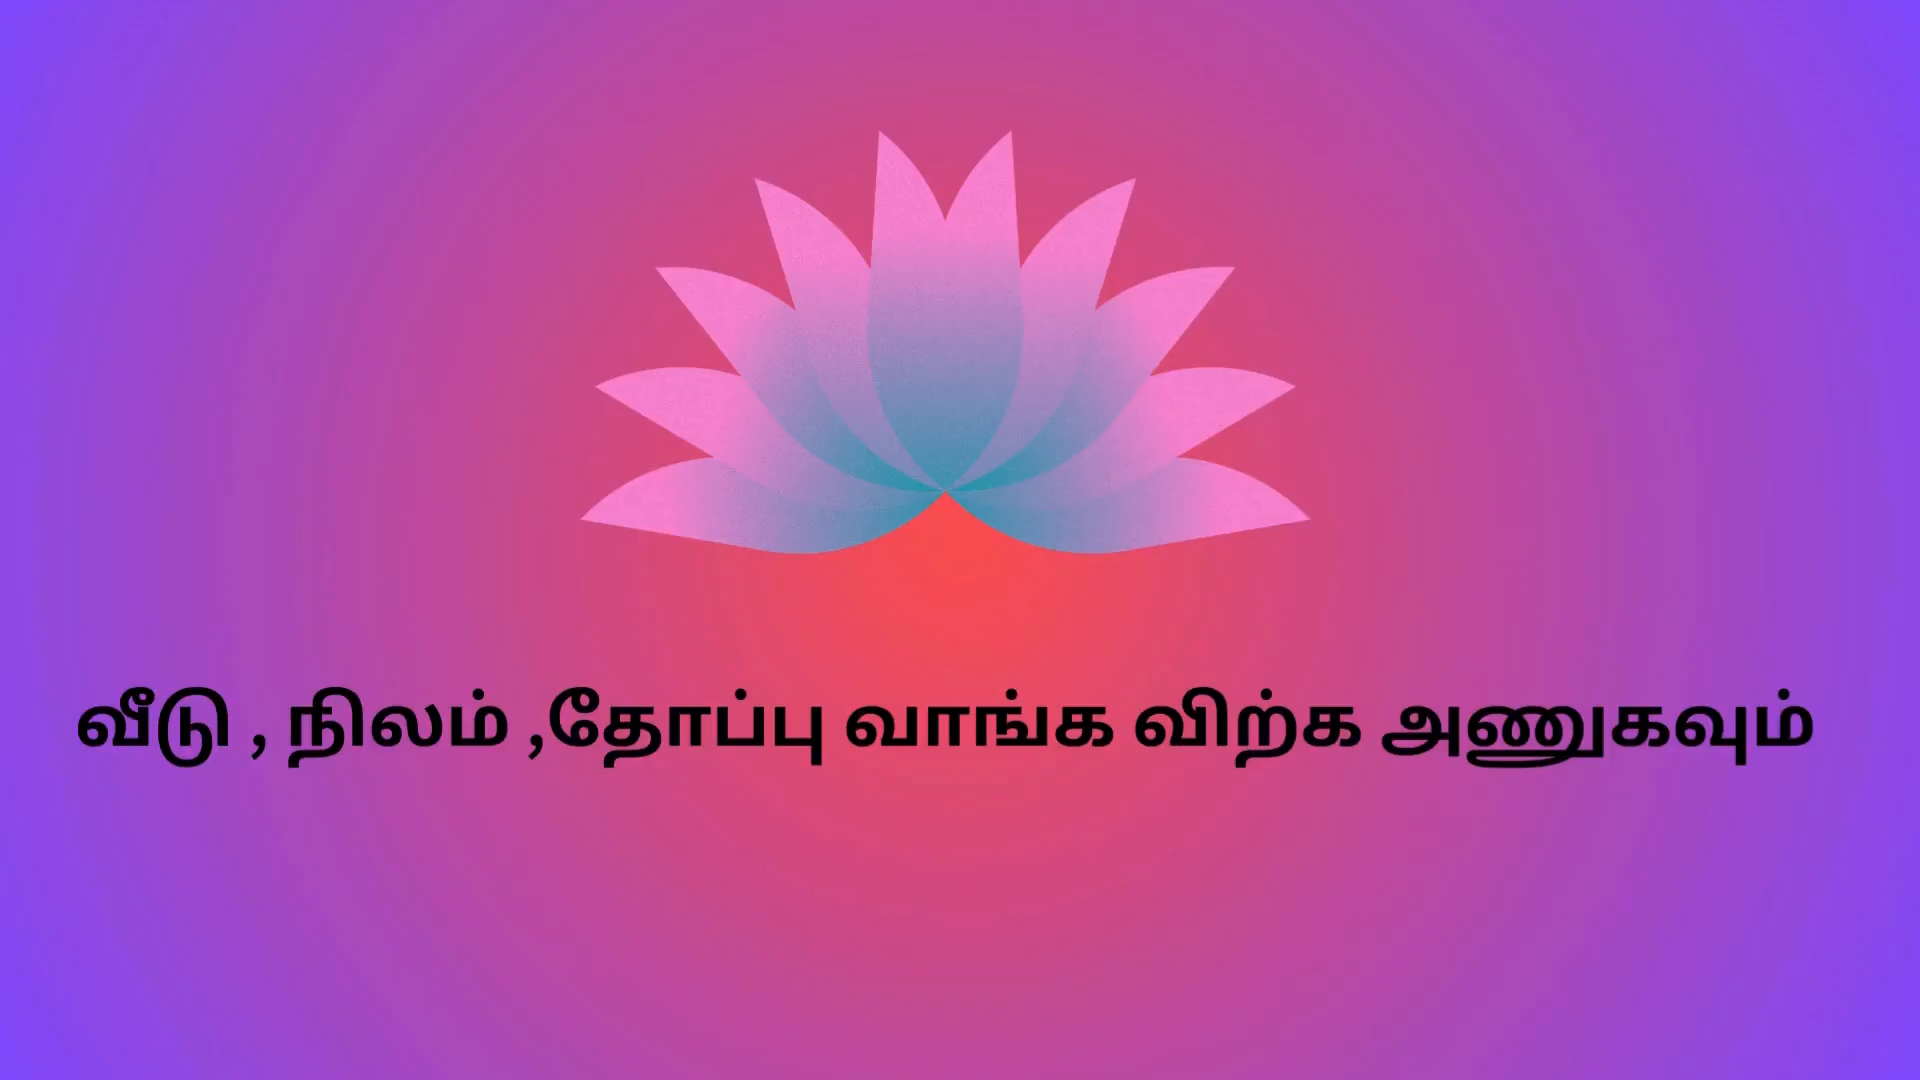 வீடு , நிலம் ,தோப்பு வாங்க விற்க அணுகவும்